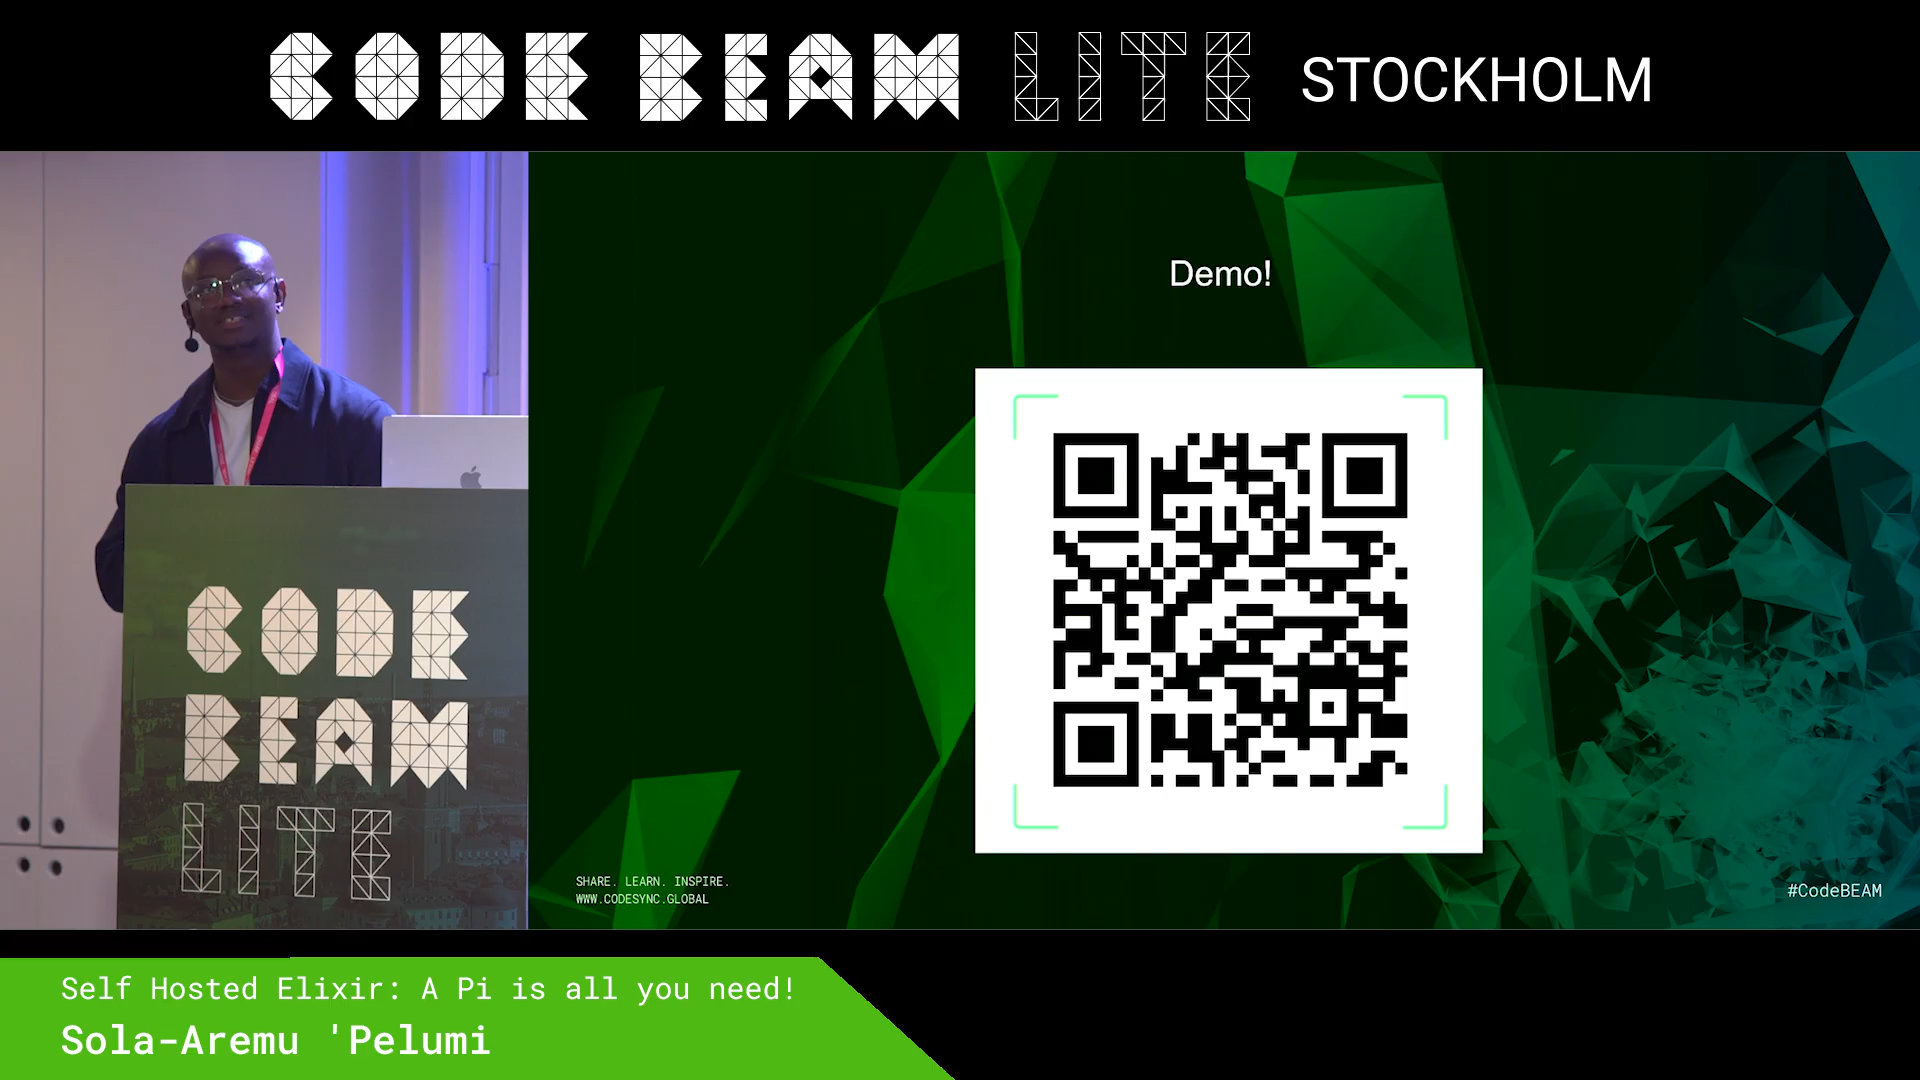 CODE BEAM LITE STOCKHOLM
Demo!
CODE
BEAM
LITE
SHARE. LEARN. INSPIRE.
WWW.CODESYNC.GLOBAL
#CodeBEAM
Self Hosted Elixir: A Pi is all you need!
Sola-Aremu 'Pelumi